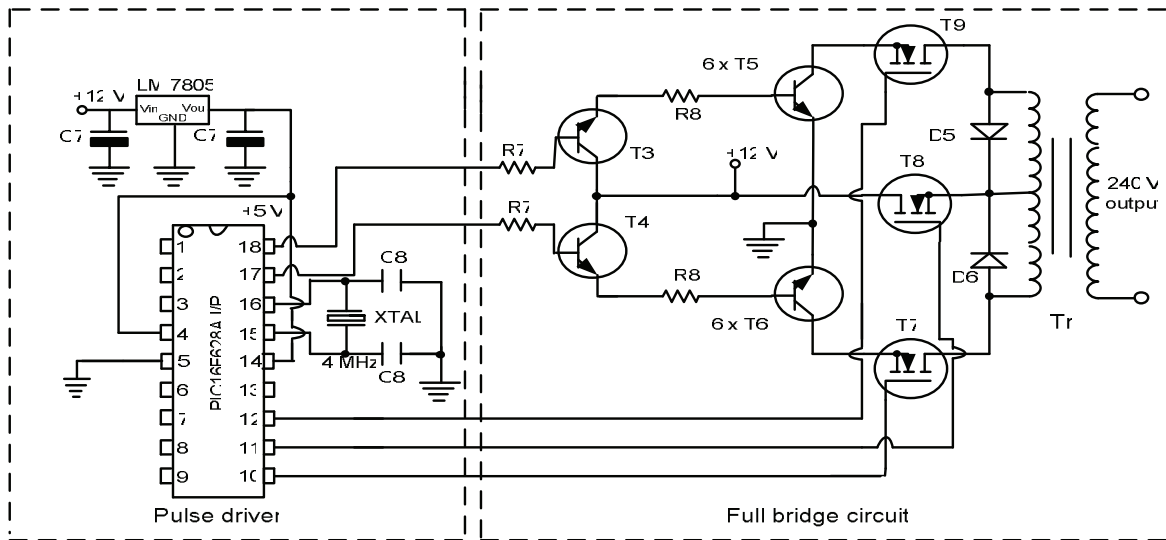 LM 7805
+12 V
Vin
Vou
GND
C7
C7
+5V
1
2
3
4
5
6
7
8
9
18
17
16
15
14
13
12
11
10
PIC16F628A I/P
C8
XTAL
4 MHz
C8
Pulse driver
R7
R7
T3
T4
R8
R8
6 x T5
6 x T6
+12 V
T9
T8
T7
D5
D6
Tr
240 V
output
Full bridge circuit